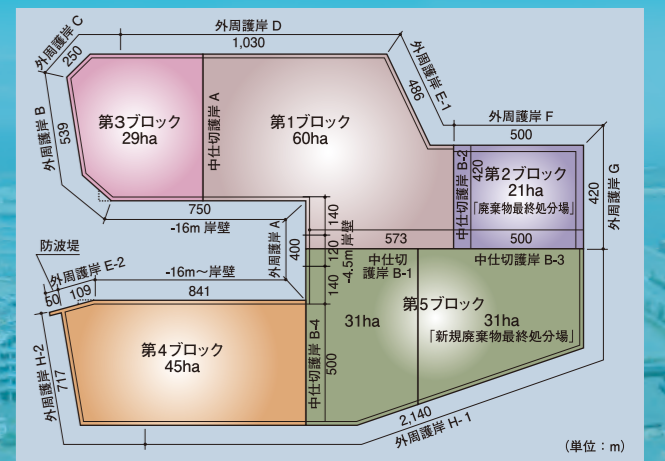 外周護岸 C
250
外周護岸 D
1,030
外周護岸 E-1
486
外周護岸 F
500
外周護岸 B
539
第3ブロック
29ha
中仕切護岸 A
第1ブロック
60ha
中仕切護岸 B-2
420
第2ブロック
21ha
「廃棄物最終処分場」
420
外周護岸 G
750
-16m 岸壁
外周護岸 A
400
140
120
140
-4.5m 岸壁
573
500
中仕切
護岸 B-1
中仕切護岸 B-3
防波堤
外周護岸 E-2
50
109
-16m～岸壁
841
第5ブロック
31ha
31ha
「新規廃棄物最終処分場」
第4ブロック
45ha
中仕切護岸 B-4
500
外周護岸 H-2
717
2,140
外周護岸 H-1
（単位：m）